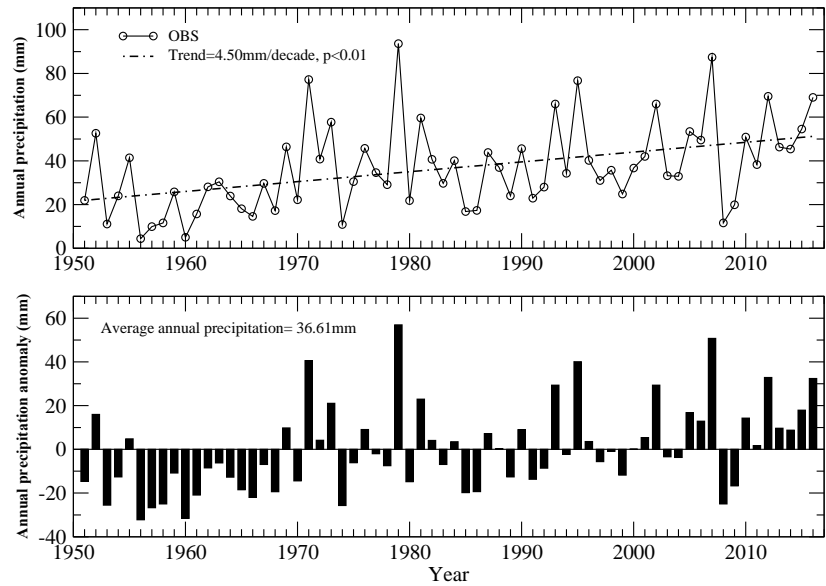 100
80
60
40
20
0
Annual precipitation (mm)
OBS
Trend=4.50mm/decade, p<0.01
1950 1960 1970 1980 1990 2000 2010
60
40
20
0
-20
-40
Annual precipitation anomaly (mm)
Average annual precipitation= 36.61mm
1950 1960 1970 1980 1990 2000 2010
Year